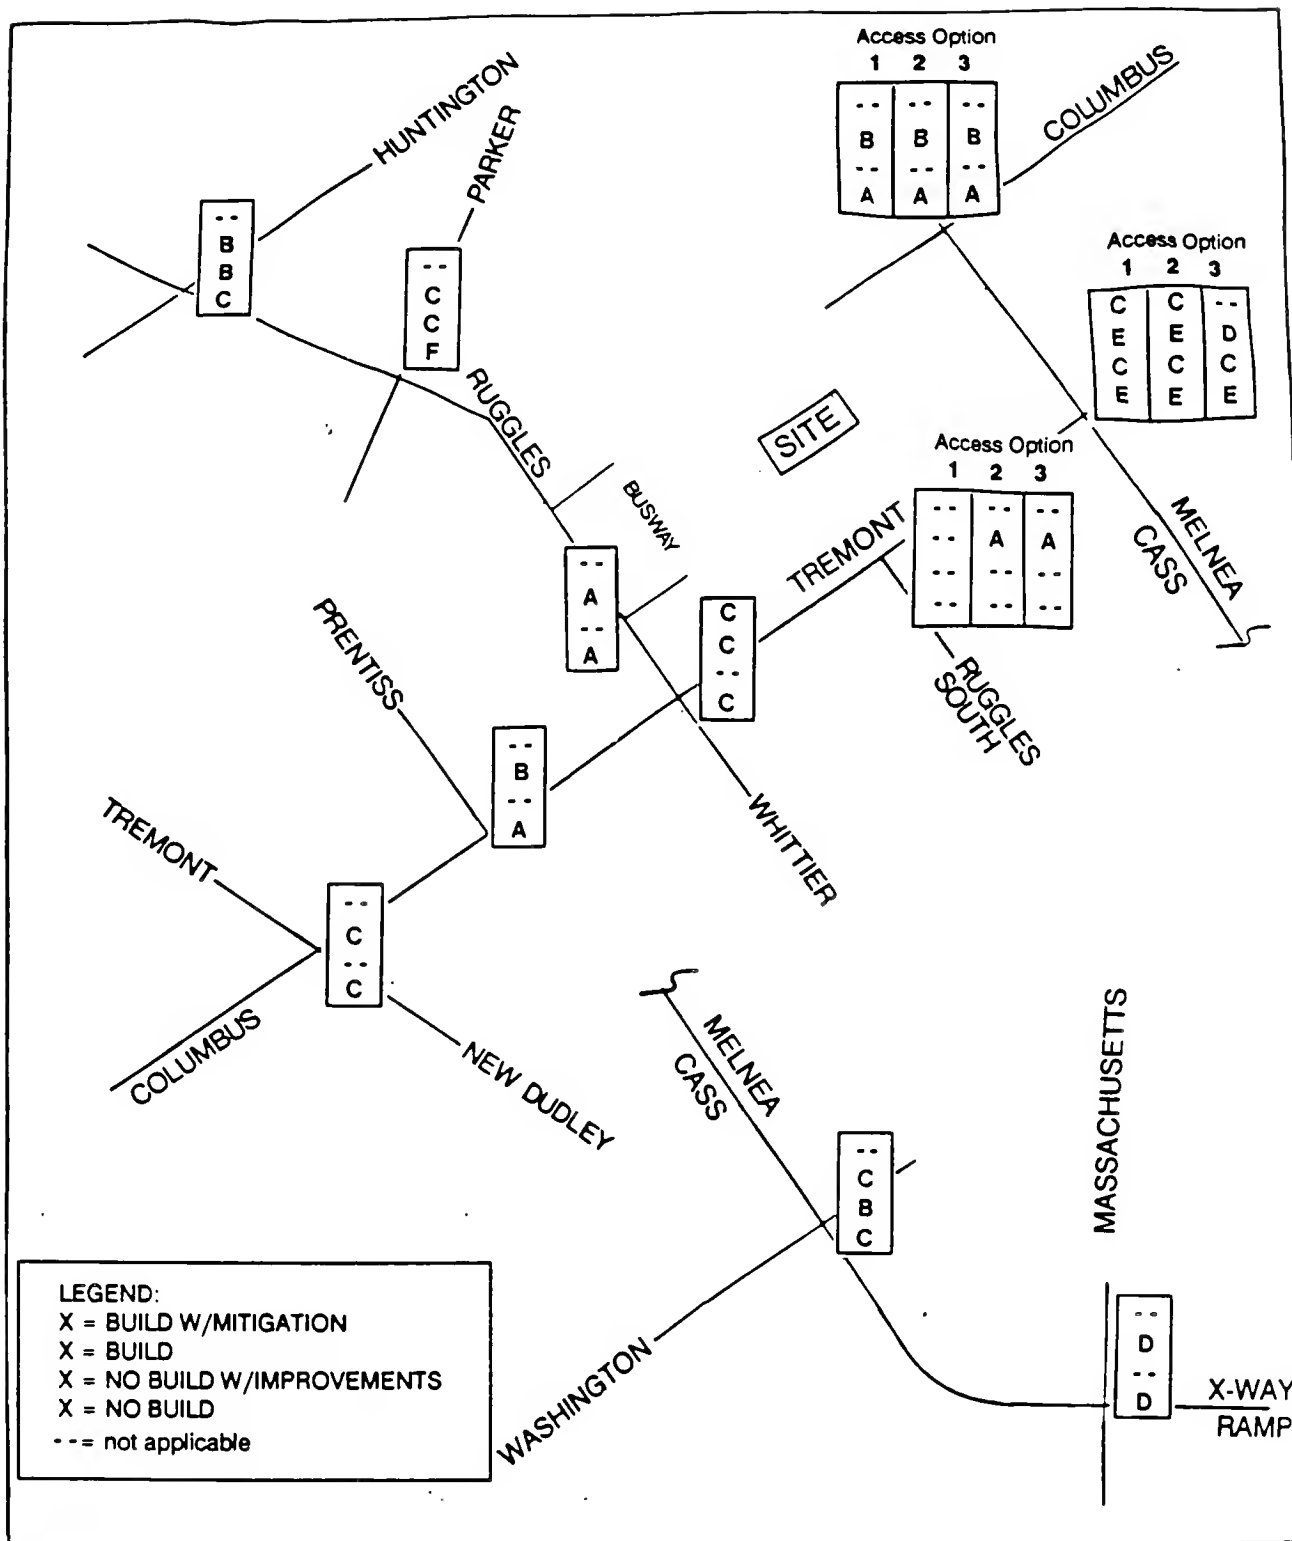 Access Option
1 2 3
-- -- --
B B B
-- -- --
A A A
COLUMBUS
HUNTINGTON
PARKER
--
B
B
C
--
C
C
F
Access Option
1 2 3
C C --
E E D
C C C
E E E
RUGGLES
SITE
Access Option
1 2 3
-- -- --
-- A A
-- -- --
-- -- --
MELNEA
CASS
BUSWAY
TREMONT
--
A
--
A
C
C
--
C
RUGGLES
SOUTH
PRENTISS
--
B
--
A
WHITTIER
TREMONT
--
C
--
C
COLUMBUS
NEW DUDLEY
MELNEA
CASS
MASSACHUSETTS
--
C
B
C
WASHINGTON
--
D
--
D
X-WAY
RAMP
LEGEND:
X = BUILD W/MITIGATION
X = BUILD
X = NO BUILD W/IMPROVEMENTS
X = NO BUILD
--= not applicable